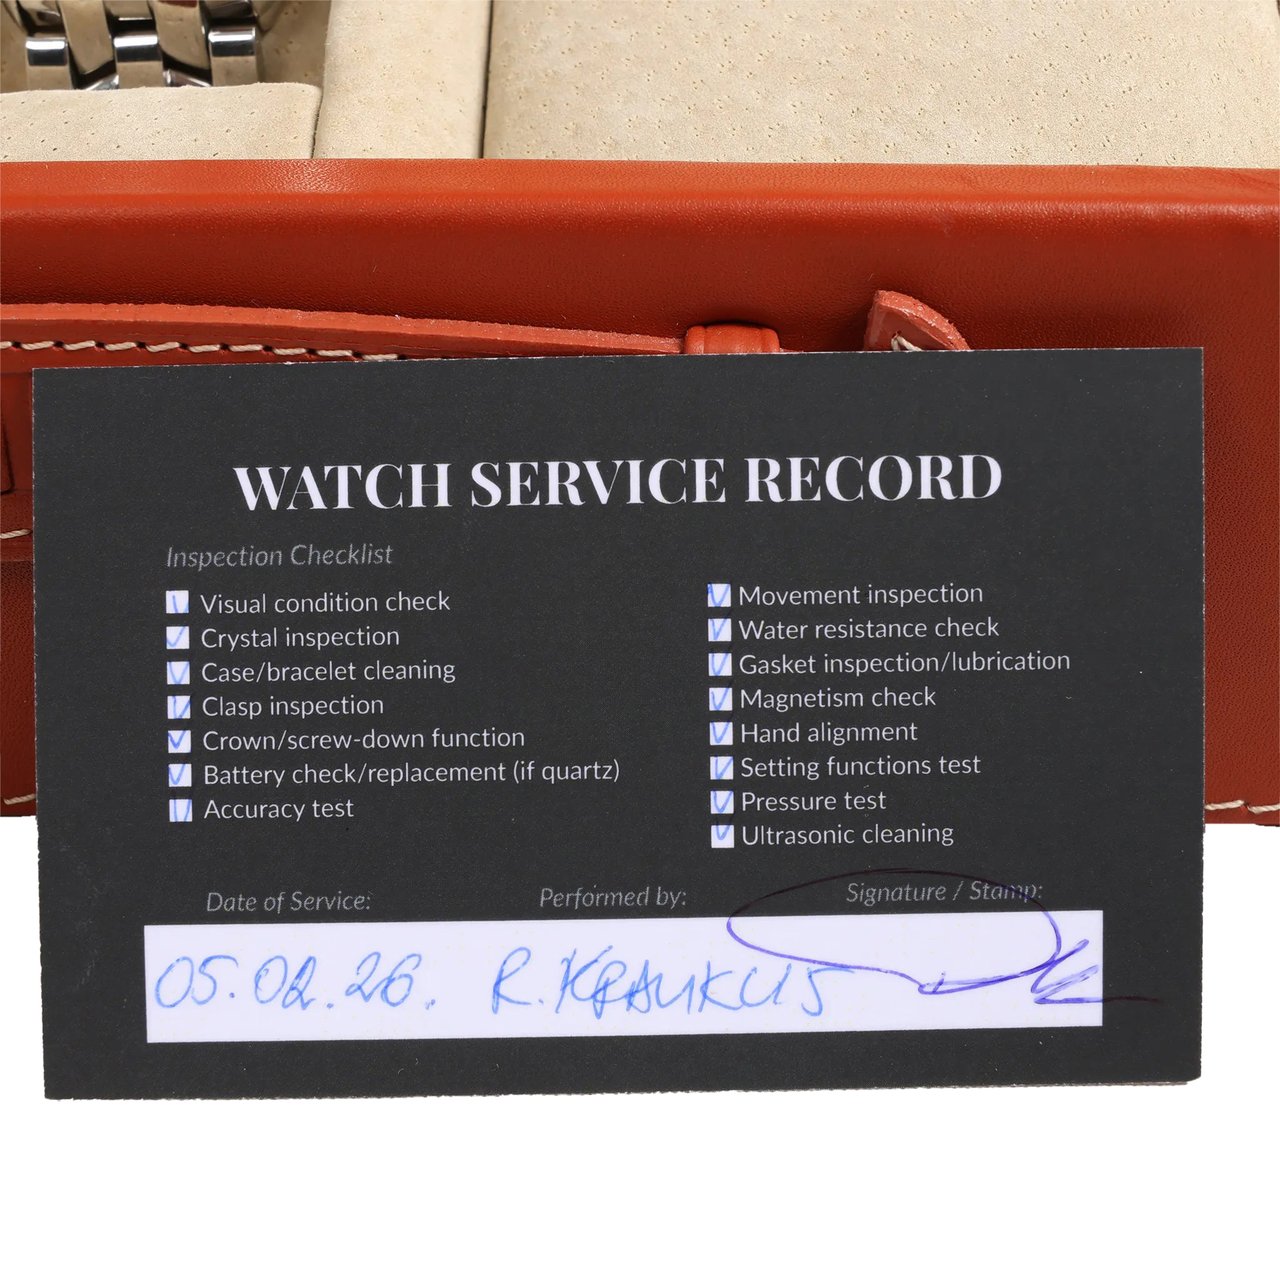 WATCH SERVICE RECORD
Inspection Checklist
Visual condition check
Crystal inspection
Case/bracelet cleaning
Clasp inspection
Crown/screw-down function
Battery check/replacement (if quartz)
Accuracy test
Movement inspection
Water resistance check
Gasket inspection/lubrication
Magnetism check
Hand alignment
Setting functions test
Pressure test
Ultrasonic cleaning
Date of Service:
Performed by:
Signature / Stamp:
05.02.26. R.